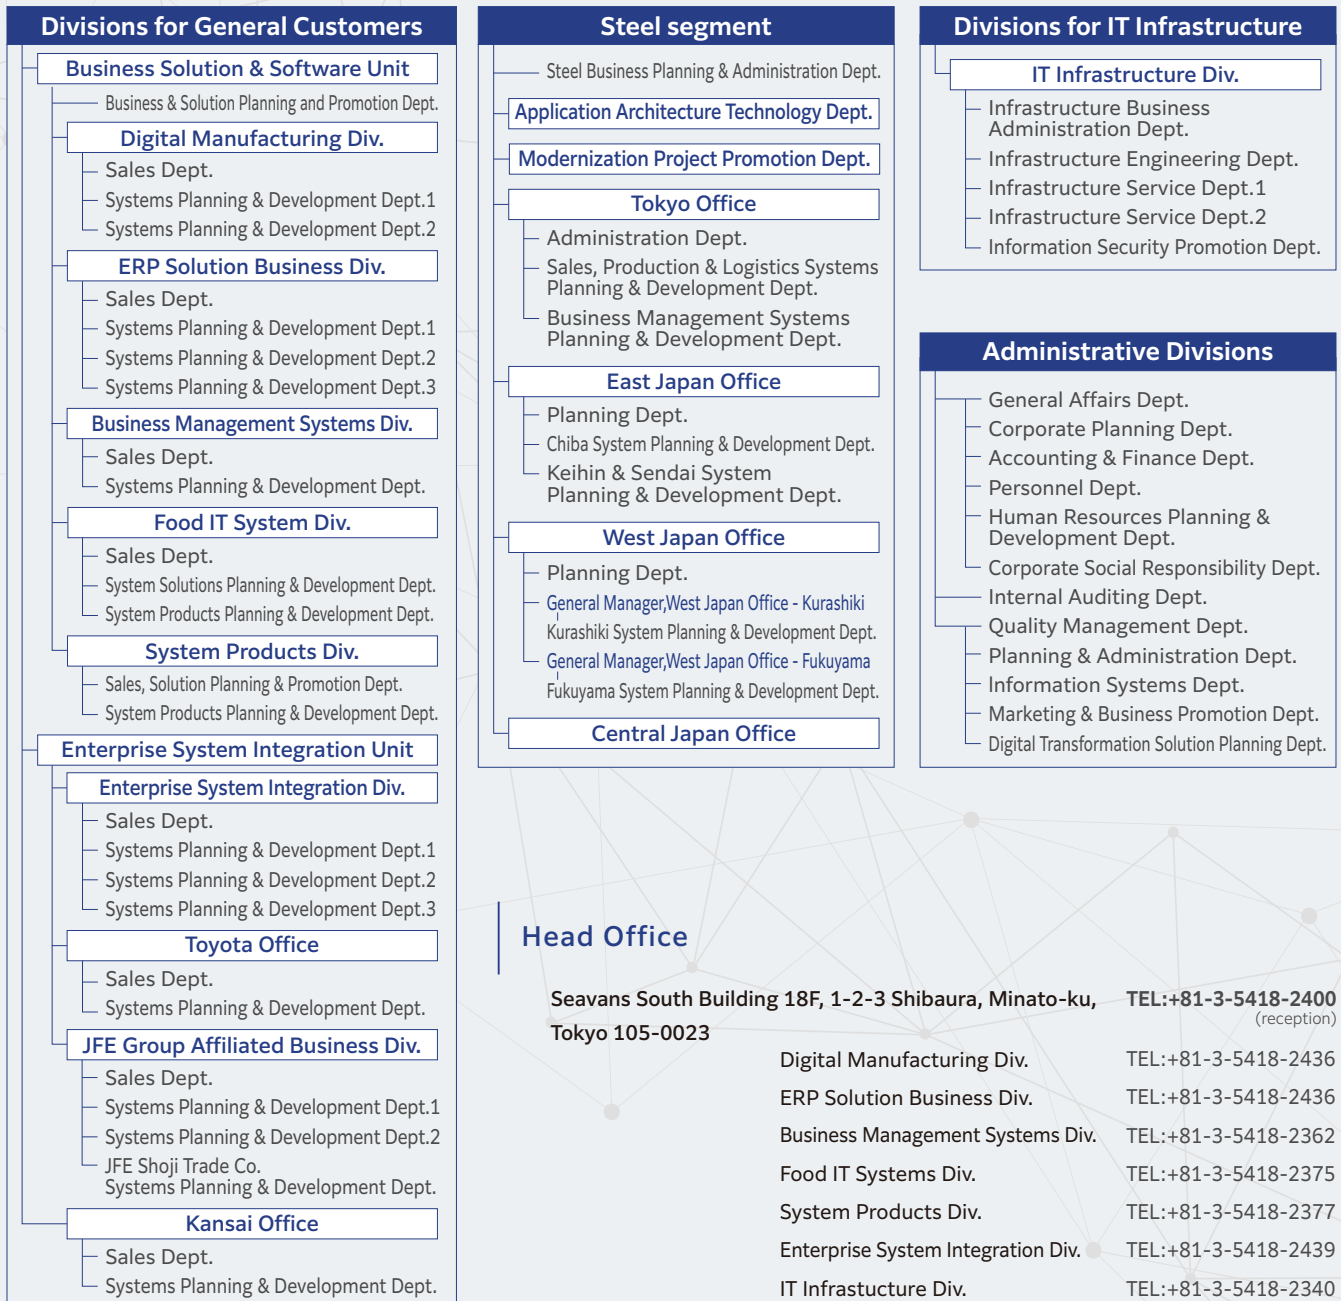 Divisions for General Customers
Business Solution & Software Unit
Business & Solution Planning and Promotion Dept.
Digital Manufacturing Div.
Sales Dept.
Systems Planning & Development Dept.1
Systems Planning & Development Dept.2
ERP Solution Business Div.
Sales Dept.
Systems Planning & Development Dept.1
Systems Planning & Development Dept.2
Systems Planning & Development Dept.3
Business Management Systems Div.
Sales Dept.
Systems Planning & Development Dept.
Food IT System Div.
Sales Dept.
System Solutions Planning & Development Dept.
System Products Planning & Development Dept.
System Products Div.
Sales, Solution Planning & Promotion Dept.
System Products Planning & Development Dept.
Enterprise System Integration Unit
Enterprise System Integration Div.
Sales Dept.
Systems Planning & Development Dept.1
Systems Planning & Development Dept.2
Systems Planning & Development Dept.3
Toyota Office
Sales Dept.
Systems Planning & Development Dept.
JFE Group Affiliated Business Div.
Sales Dept.
Systems Planning & Development Dept.1
Systems Planning & Development Dept.2
JFE Shoji Trade Co.
Systems Planning & Development Dept.
Kansai Office
Sales Dept.
Systems Planning & Development Dept.
Steel segment
Steel Business Planning & Administration Dept.
Application Architecture Technology Dept.
Modernization Project Promotion Dept.
Tokyo Office
Administration Dept.
Sales, Production & Logistics Systems
Planning & Development Dept.
Business Management Systems
Planning & Development Dept.
East Japan Office
Planning Dept.
Chiba System Planning & Development Dept.
Keihin & Sendai System
Planning & Development Dept.
West Japan Office
Planning Dept.
General Manager,West Japan Office - Kurashiki
Kurashiki System Planning & Development Dept.
General Manager,West Japan Office - Fukuyama
Fukuyama System Planning & Development Dept.
Central Japan Office
Divisions for IT Infrastructure
IT Infrastructure Div.
Infrastructure Business
Administration Dept.
Infrastructure Engineering Dept.
Infrastructure Service Dept.1
Infrastructure Service Dept.2
Information Security Promotion Dept.
Administrative Divisions
General Affairs Dept.
Corporate Planning Dept.
Accounting & Finance Dept.
Personnel Dept.
Human Resources Planning &
Development Dept.
Corporate Social Responsibility Dept.
Internal Auditing Dept.
Quality Management Dept.
Planning & Administration Dept.
Information Systems Dept.
Marketing & Business Promotion Dept.
Digital Transformation Solution Planning Dept.
Head Office
Seavans South Building 18F, 1-2-3 Shibaura, Minato-ku, TEL:+81-3-5418-2400
(reception)
Tokyo 105-0023
Digital Manufacturing Div. TEL:+81-3-5418-2436
ERP Solution Business Div. TEL:+81-3-5418-2436
Business Management Systems Div. TEL:+81-3-5418-2362
Food IT Systems Div. TEL:+81-3-5418-2375
System Products Div. TEL:+81-3-5418-2377
Enterprise System Integration Div. TEL:+81-3-5418-2439
IT Infrastucture Div. TEL:+81-3-5418-2340